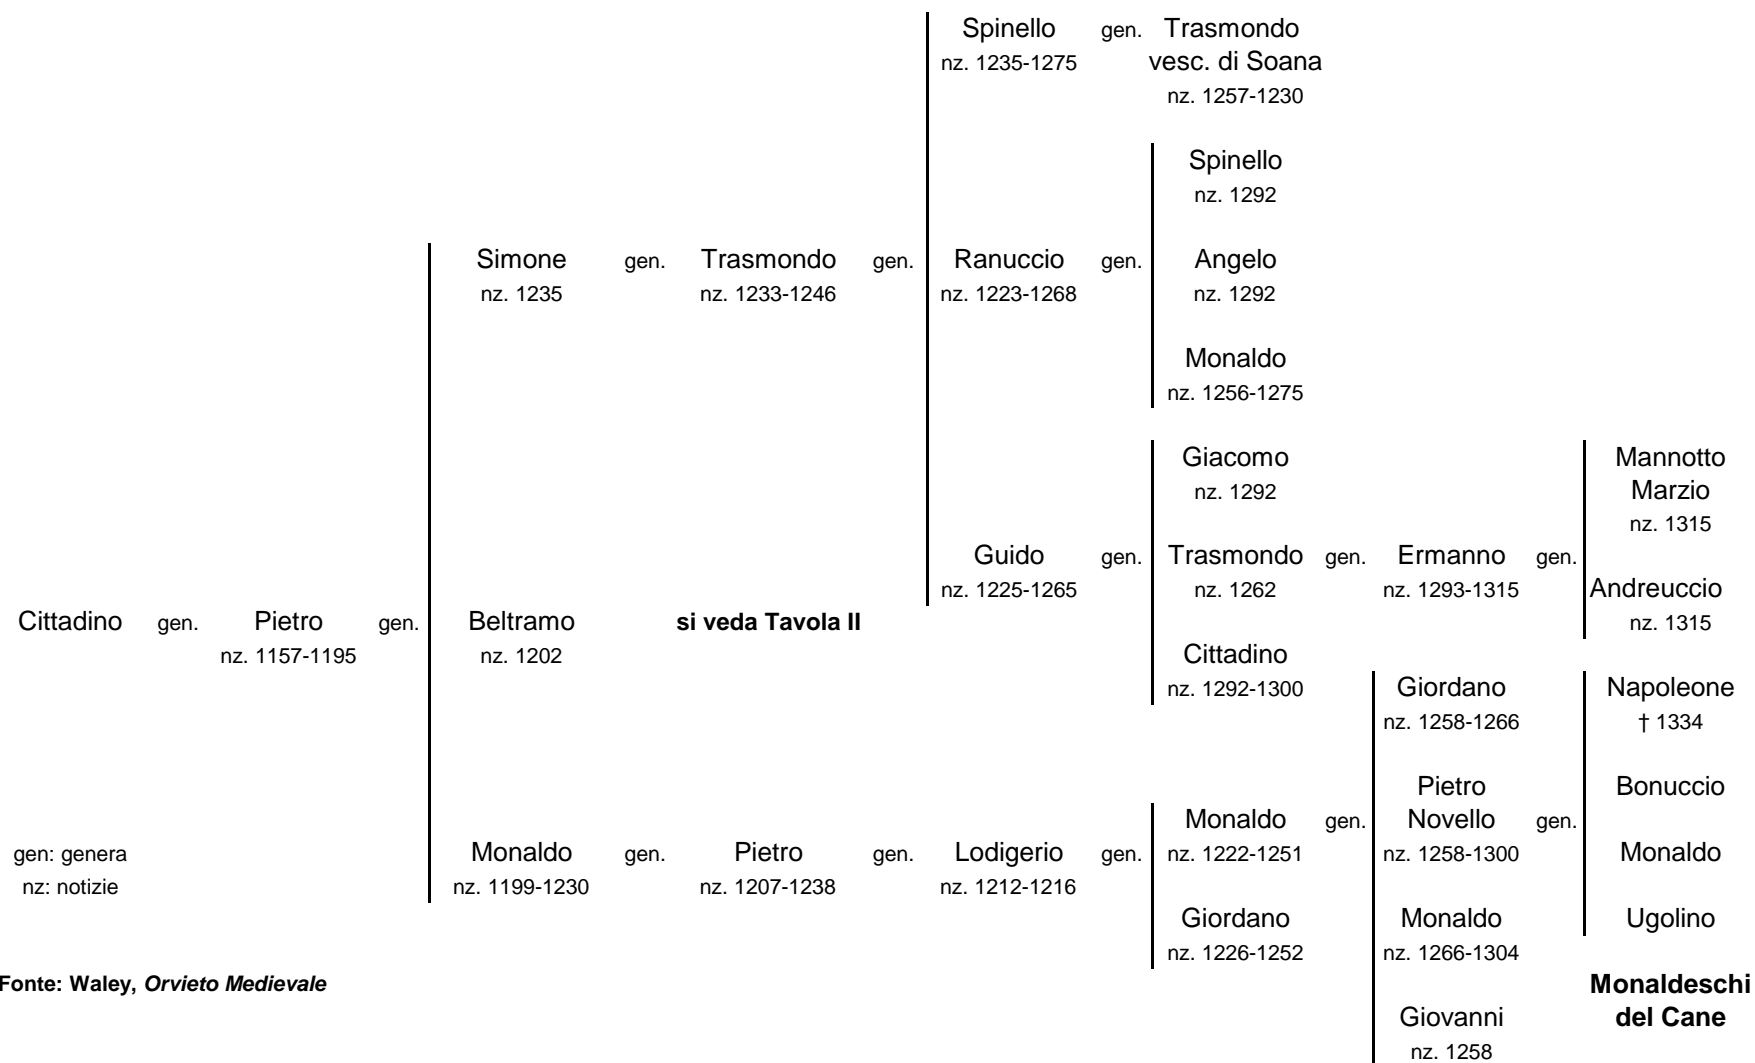 Spinello gen. Trasmondo
nz. 1235-1275 vesc. di Soana
nz. 1257-1230
Spinello
nz. 1292
Simone gen. Trasmondo gen. Ranuccio gen. Angelo
nz. 1235 nz. 1233-1246 nz. 1223-1268 nz. 1292
Monaldo
nz. 1256-1275
Giacomo Mannotto
nz. 1292 Marzio
nz. 1315
Guido gen. Trasmondo gen. Ermanno gen.
nz. 1225-1265 nz. 1262 nz. 1293-1315 Andreuccio
Cittadino gen. Pietro gen. Beltramo si veda Tavola II nz. 1315
nz. 1157-1195 nz. 1202 Cittadino
nz. 1292-1300 Giordano Napoleone
nz. 1258-1266 † 1334
Pietro Bonuccio
Monaldo gen. Novello gen.
gen: genera Monaldo gen. Pietro gen. Lodigerio gen. nz. 1222-1251 nz. 1258-1300 Monaldo
nz: notizie nz. 1199-1230 nz. 1207-1238 nz. 1212-1216
Giordano Monaldo Ugolino
nz. 1226-1252 nz. 1266-1304
Fonte: Waley, Orvieto Medievale Monaldeschi
Giovanni del Cane
nz. 1258